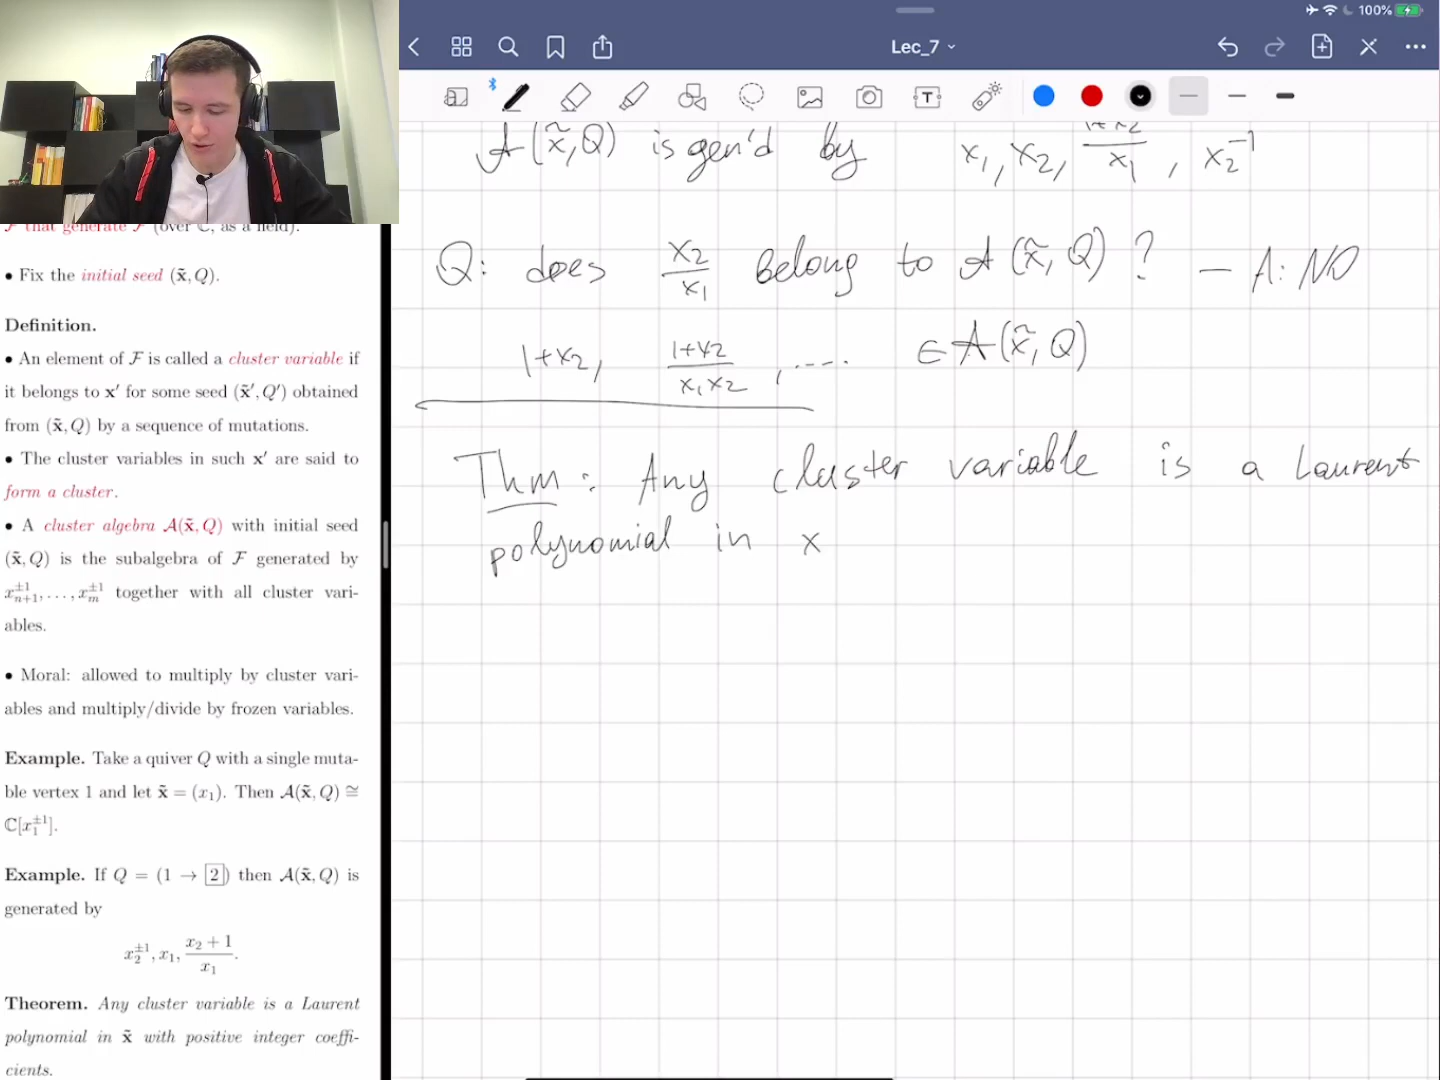 100%
Lec_7
𝒜(x̃, Q) is gen'd by x₁, x₂, (1+x₂)/x₁, x₂⁻¹
Q: does x₂/x₁ belong to 𝒜(x̃, Q)? — A: NO
1+x₂, (1+x₂)/(x₁x₂), ..... ∈ 𝒜(x̃, Q)
Thm: Any cluster variable is a Laurent
polynomial in x
ℱ that generate ℱ (over ℂ, as a field).
• Fix the initial seed (x̃, Q).
Definition.
• An element of ℱ is called a cluster variable if
it belongs to x′ for some seed (x̃′, Q′) obtained
from (x̃, Q) by a sequence of mutations.
• The cluster variables in such x′ are said to
form a cluster.
• A cluster algebra 𝒜(x̃, Q) with initial seed
(x̃, Q) is the subalgebra of ℱ generated by
xₙ₊₁^{±1}, . . . , xₘ^{±1} together with all cluster vari-
ables.
• Moral: allowed to multiply by cluster vari-
ables and multiply/divide by frozen variables.
Example. Take a quiver Q with a single muta-
ble vertex 1 and let x̃ = (x₁). Then 𝒜(x̃, Q) ≅
ℂ[x₁^{±1}].
Example. If Q = (1 → [2]) then 𝒜(x̃, Q) is
generated by
x₂^{±1}, x₁, (x₂ + 1)/x₁.
Theorem. Any cluster variable is a Laurent
polynomial in x̃ with positive integer coeffi-
cients.